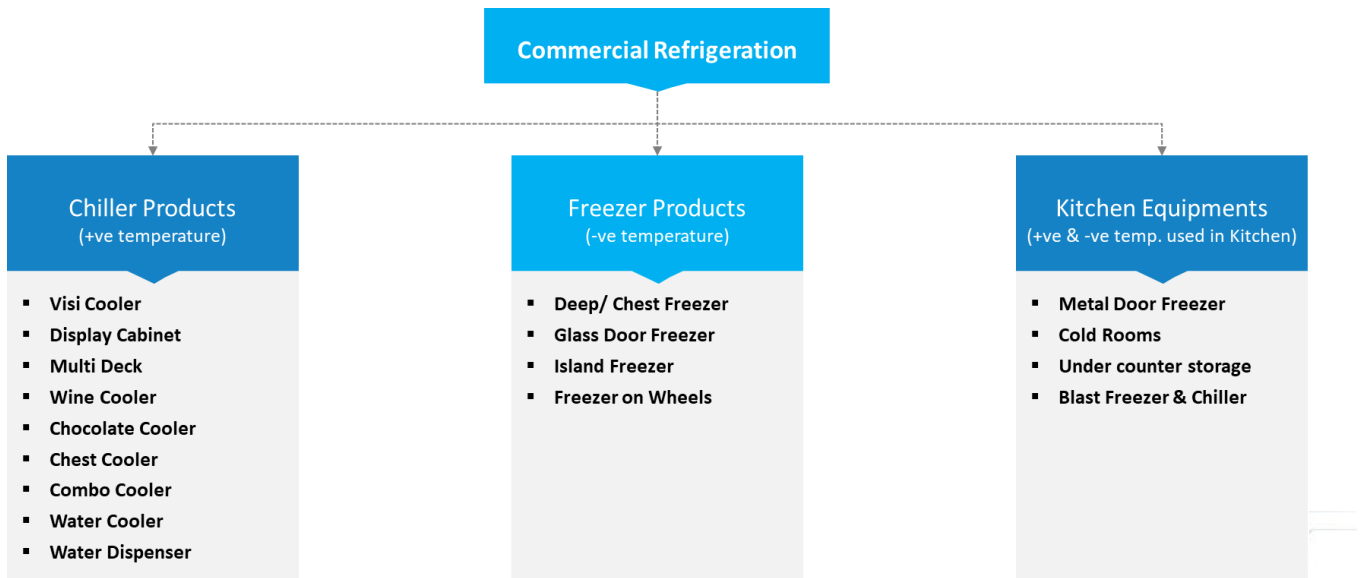 Commercial Refrigeration
Chiller Products
(+ve temperature)
▪ Visi Cooler
▪ Display Cabinet
▪ Multi Deck
▪ Wine Cooler
▪ Chocolate Cooler
▪ Chest Cooler
▪ Combo Cooler
▪ Water Cooler
▪ Water Dispenser
Freezer Products
(-ve temperature)
▪ Deep/ Chest Freezer
▪ Glass Door Freezer
▪ Island Freezer
▪ Freezer on Wheels
Kitchen Equipments
(+ve & -ve temp. used in Kitchen)
▪ Metal Door Freezer
▪ Cold Rooms
▪ Under counter storage
▪ Blast Freezer & Chiller